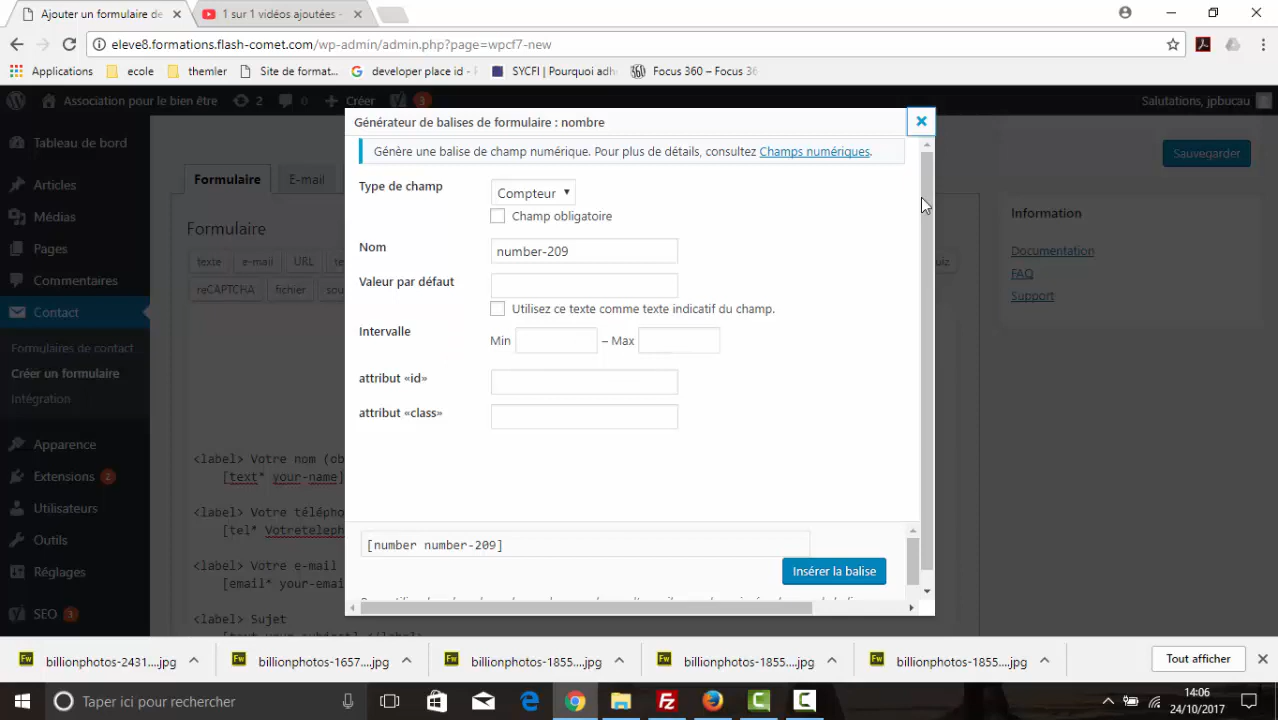 Ajouter un formulaire de
1 sur 1 vidéos ajoutées -
eleve8.formations.flash-comet.com/wp-admin/admin.php?page=wpcf7-new
Applications
ecole
themler
Site de format...
developer place id -
SYCFI | Pourquoi adh
Focus 360 – Focus 36
Association pour le bien être
2
0
Créer
3
Salutations, jpbucau
Tableau de bord
Articles
Médias
Pages
Commentaires
Contact
Formulaires de contact
Créer un formulaire
Intégration
Apparence
Extensions 2
Utilisateurs
Outils
Réglages
SEO 3
Formulaire
E-mail
Formulaire
texte
e-mail
URL
reCAPTCHA
fichier
<label> Votre nom (ob
[text* your-name]
<label> Votre télépho
[tel* Votreteleph
<label> Votre e-mail
[email* your-emai
<label> Sujet
Générateur de balises de formulaire : nombre
Génère une balise de champ numérique. Pour plus de détails, consultez Champs numériques.
Type de champ
Compteur
Champ obligatoire
Nom
number-209
Valeur par défaut
Utilisez ce texte comme texte indicatif du champ.
Intervalle
Min
– Max
attribut «id»
attribut «class»
[number number-209]
Insérer la balise
Sauvegarder
Information
Documentation
FAQ
Support
billionphotos-2431....jpg
billionphotos-1657....jpg
billionphotos-1855....jpg
billionphotos-1855....jpg
billionphotos-1855....jpg
Tout afficher
Taper ici pour rechercher
14:06
24/10/2017